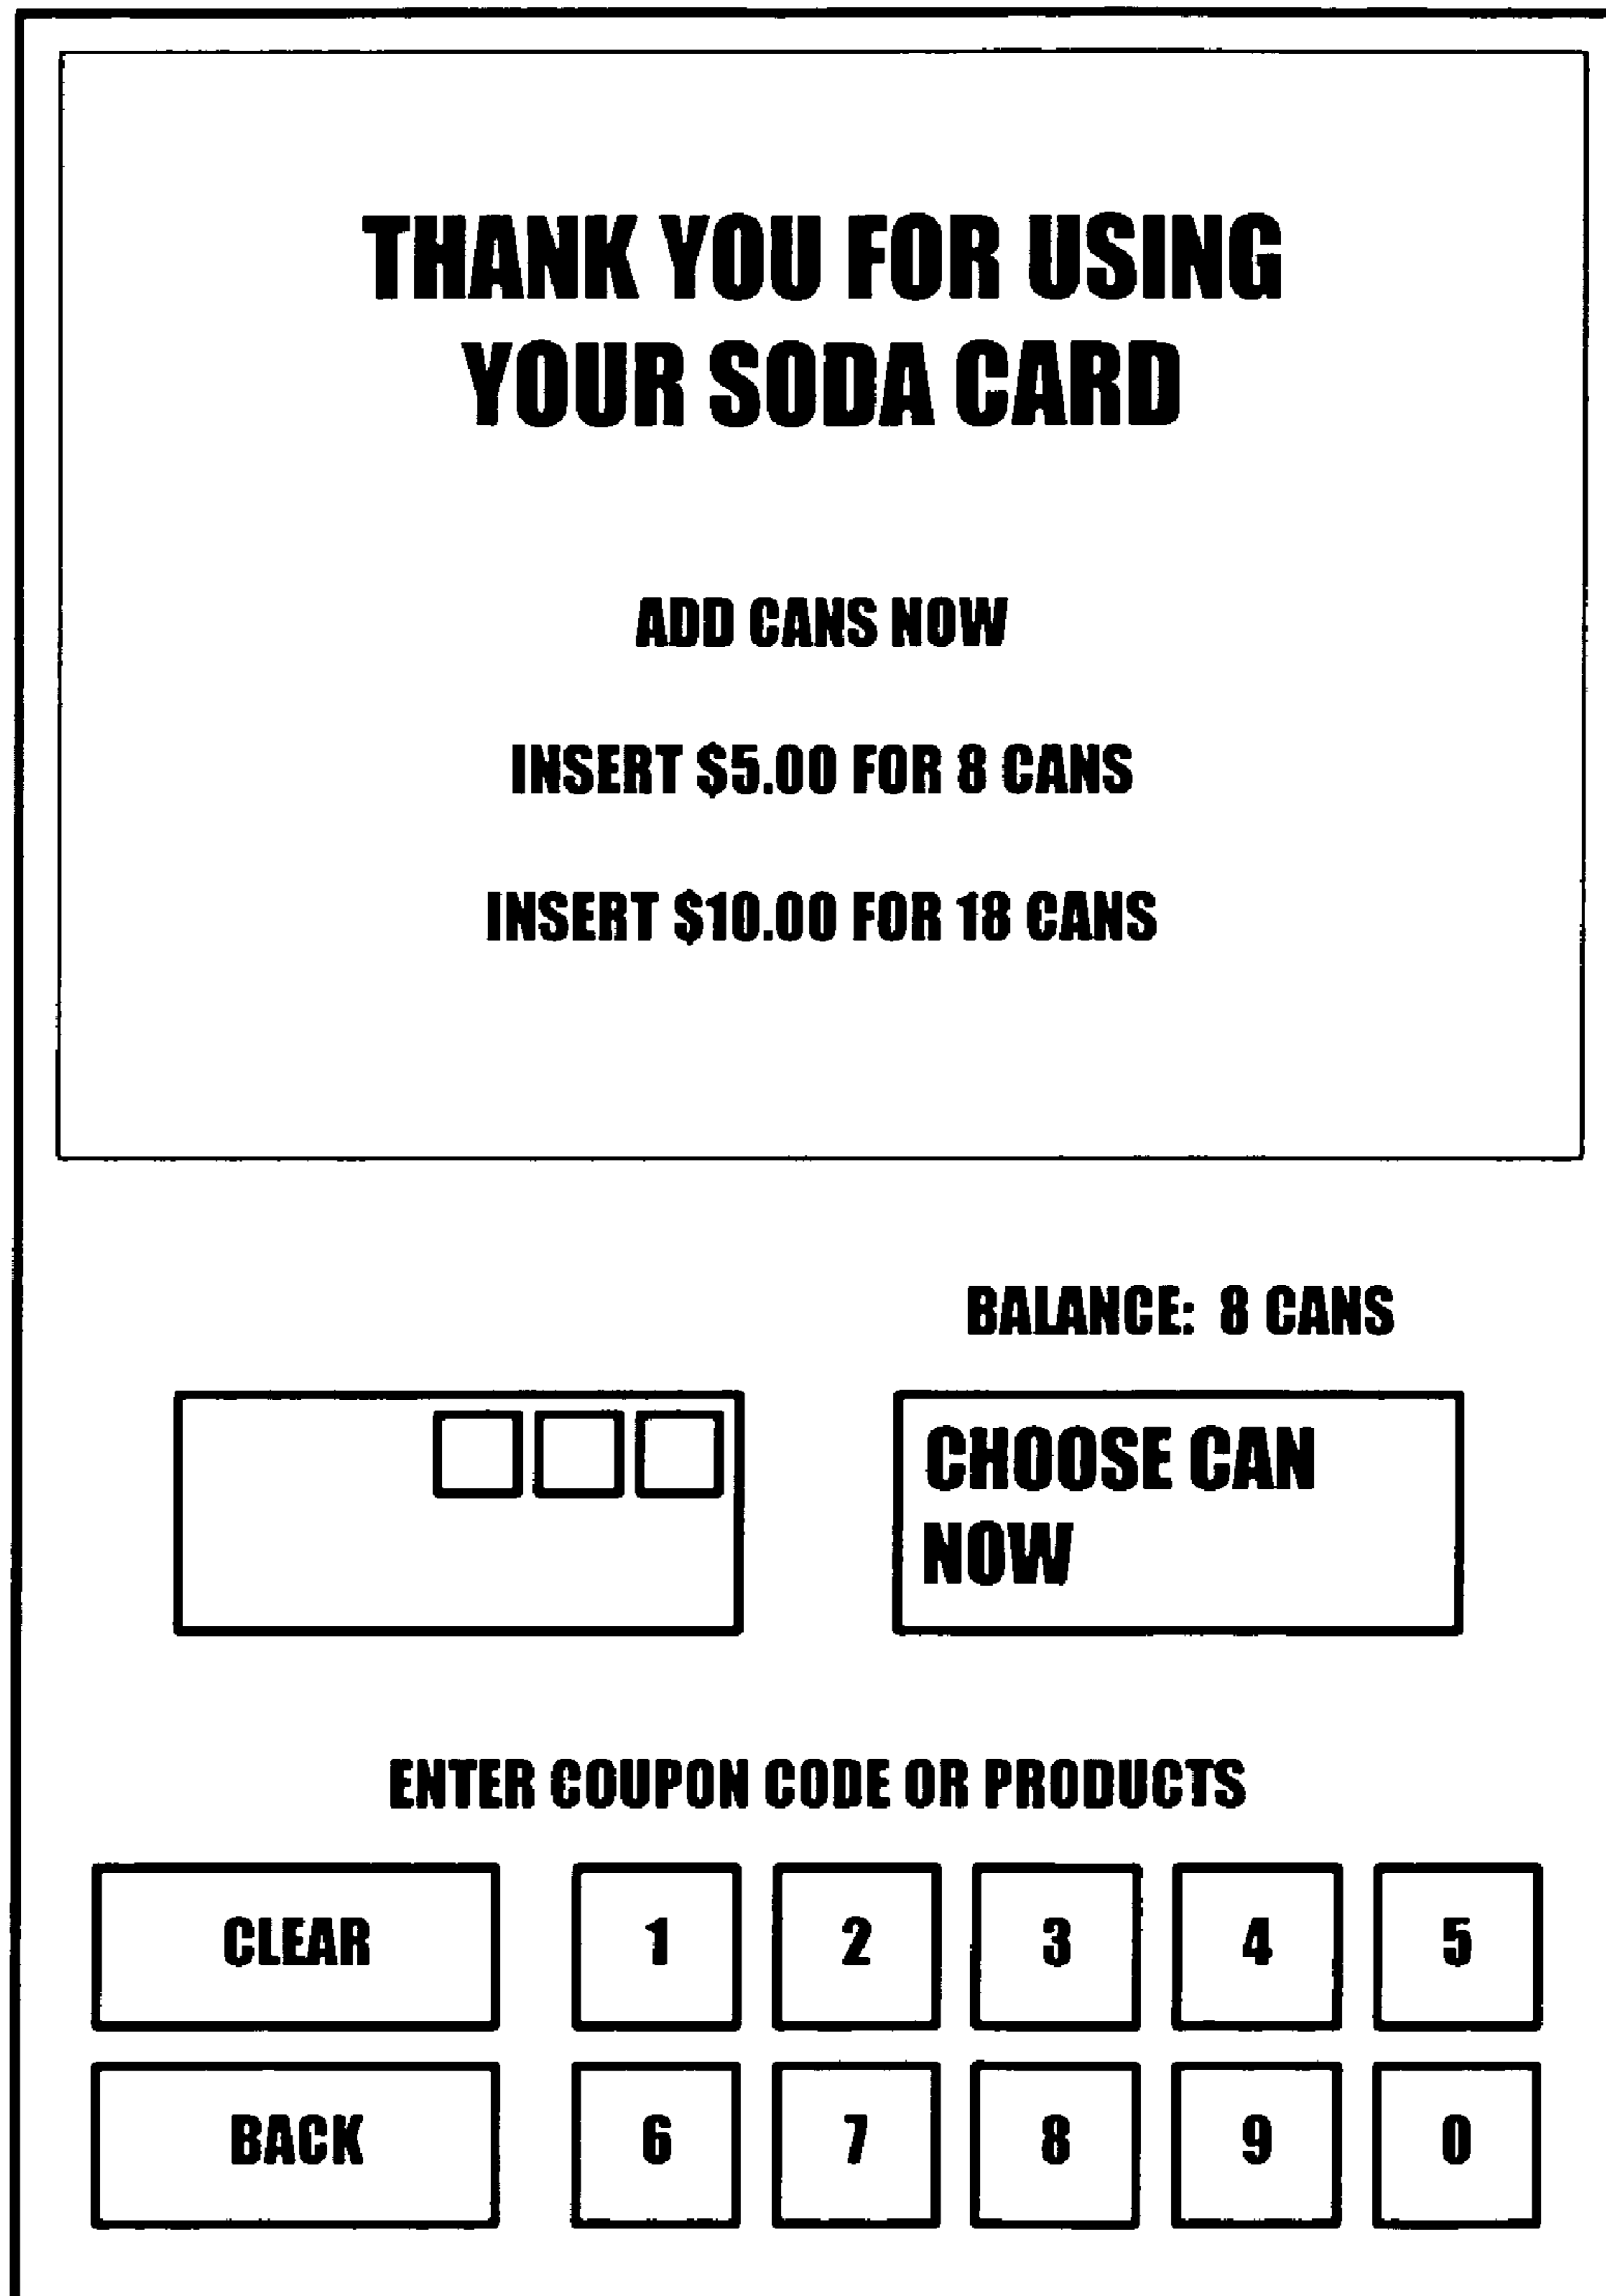 THANK YOU FOR USING
YOUR SODA CARD
ADD CANS NOW
INSERT $5.00 FOR 8 CANS
INSERT $10.00 FOR 18 CANS
BALANCE: 8 CANS
CHOOSE CAN
NOW
ENTER COUPON CODE OR PRODUCTS
CLEAR 1 2 3 4 5
BACK 6 7 8 9 0